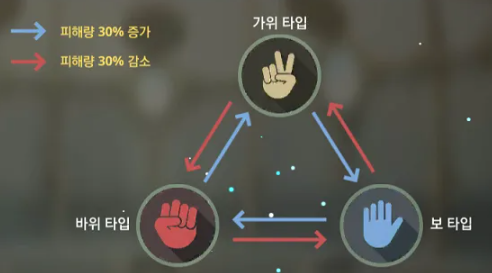 가위 타입
피해량 30% 증가
피해량 30% 감소
바위 타입
보 타입